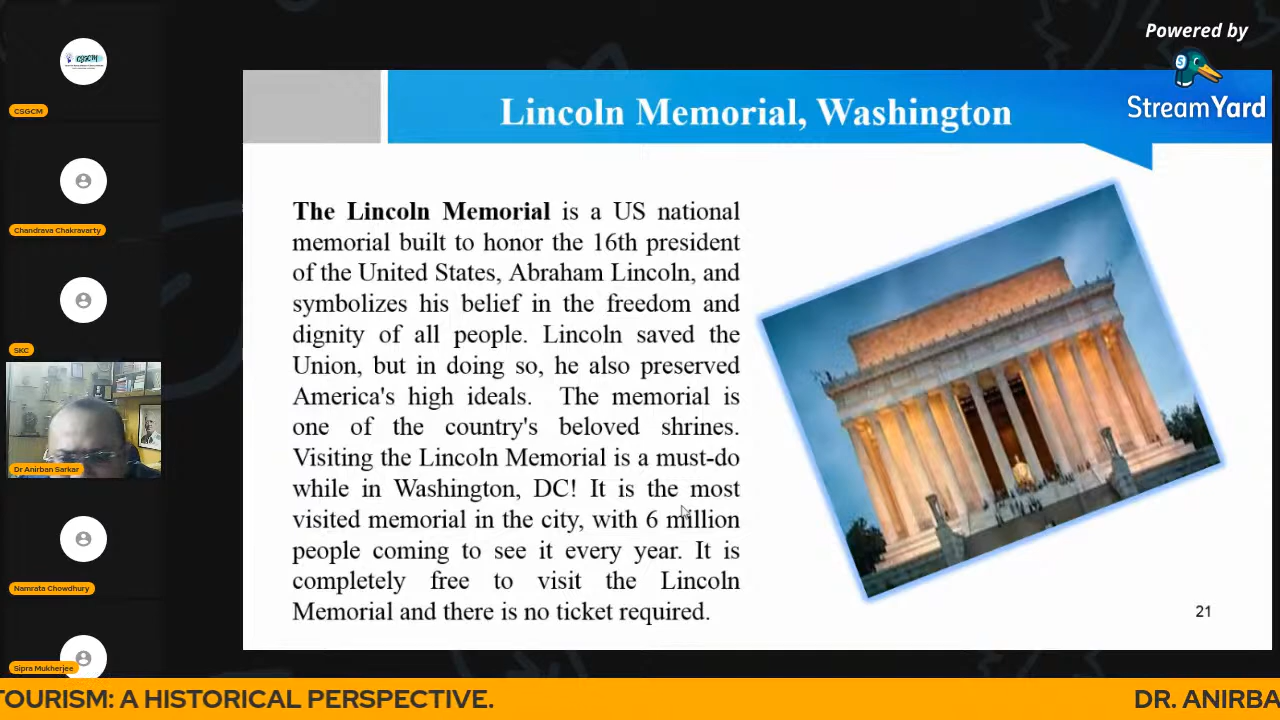 Powered by
StreamYard
CSGCM
Chandrava Chakravarty
SKC
Dr Anirban Sarkar
Namrata Chowdhury
Sipra Mukherjee
Lincoln Memorial, Washington
The Lincoln Memorial is a US national
memorial built to honor the 16th president
of the United States, Abraham Lincoln, and
symbolizes his belief in the freedom and
dignity of all people. Lincoln saved the
Union, but in doing so, he also preserved
America's high ideals. The memorial is
one of the country's beloved shrines.
Visiting the Lincoln Memorial is a must-do
while in Washington, DC! It is the most
visited memorial in the city, with 6 million
people coming to see it every year. It is
completely free to visit the Lincoln
Memorial and there is no ticket required.
21
TOURISM: A HISTORICAL PERSPECTIVE.
DR. ANIRBA